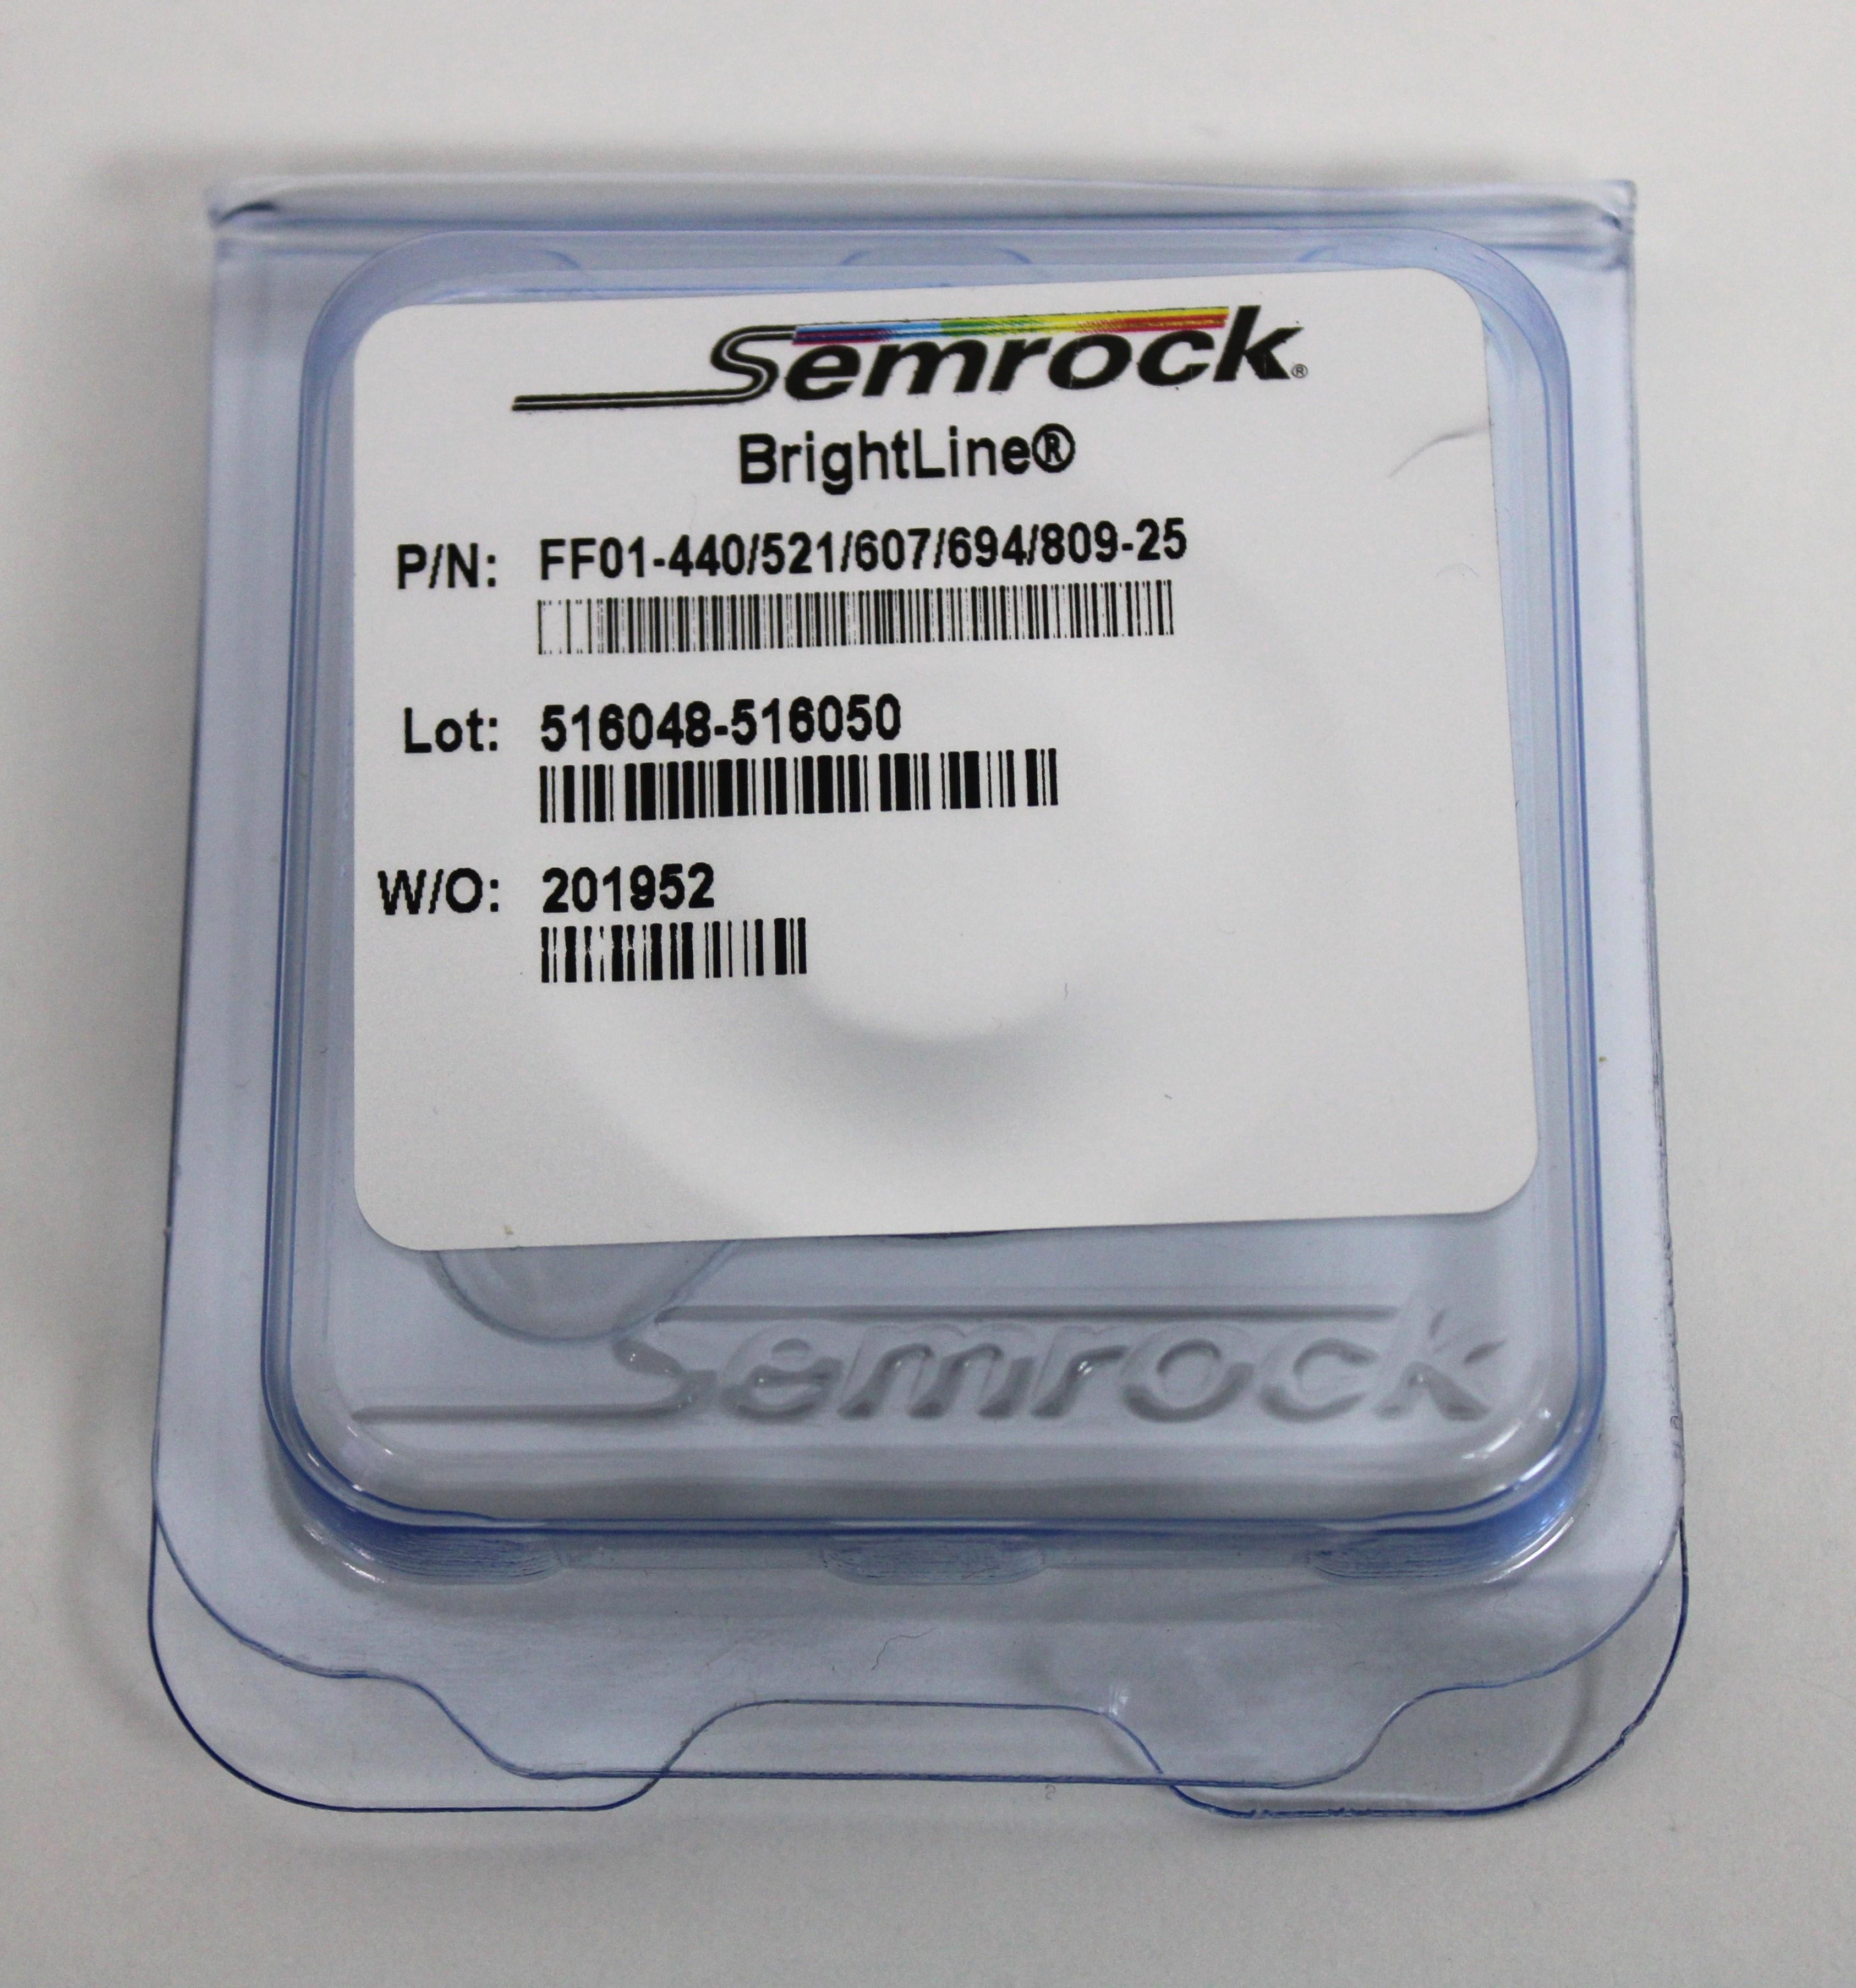 Semrock®
BrightLine®
P/N: FF01-440/521/607/694/809-25
Lot: 516048-516050
W/O: 201952
Semrock